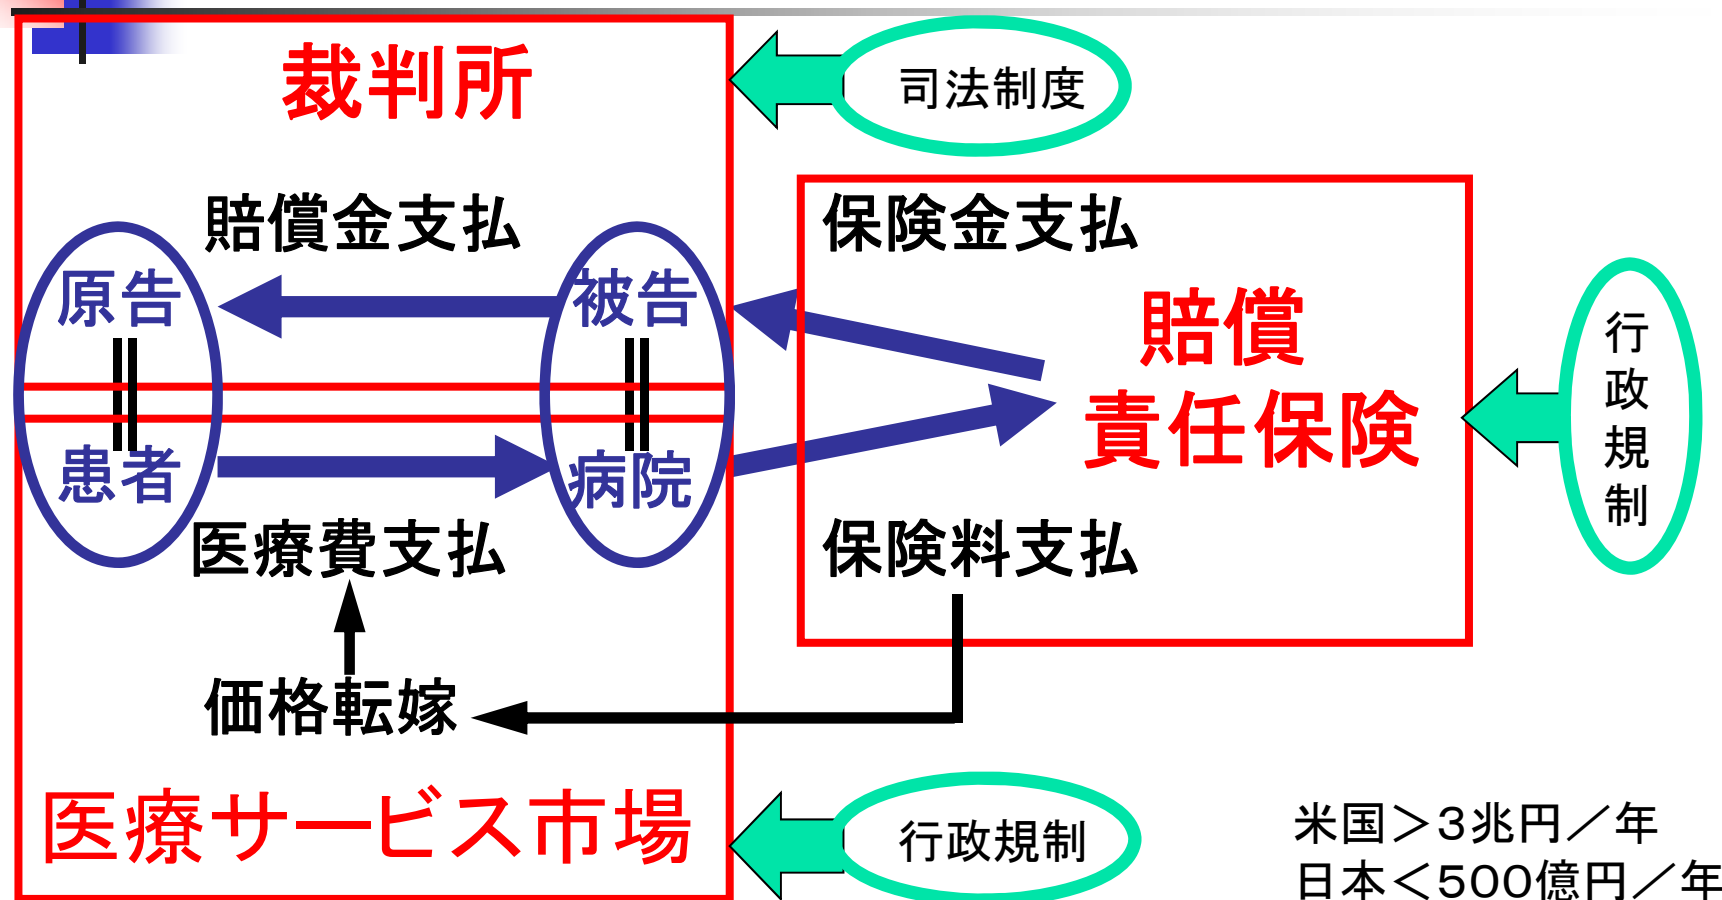 裁判所
司法制度
賠償金支払
保険金支払
原告
被告
賠償
責任保険
行政規制
患者
病院
医療費支払
保険料支払
価格転嫁
医療サービス市場
行政規制
米国＞３兆円／年
日本＜５００億円／年